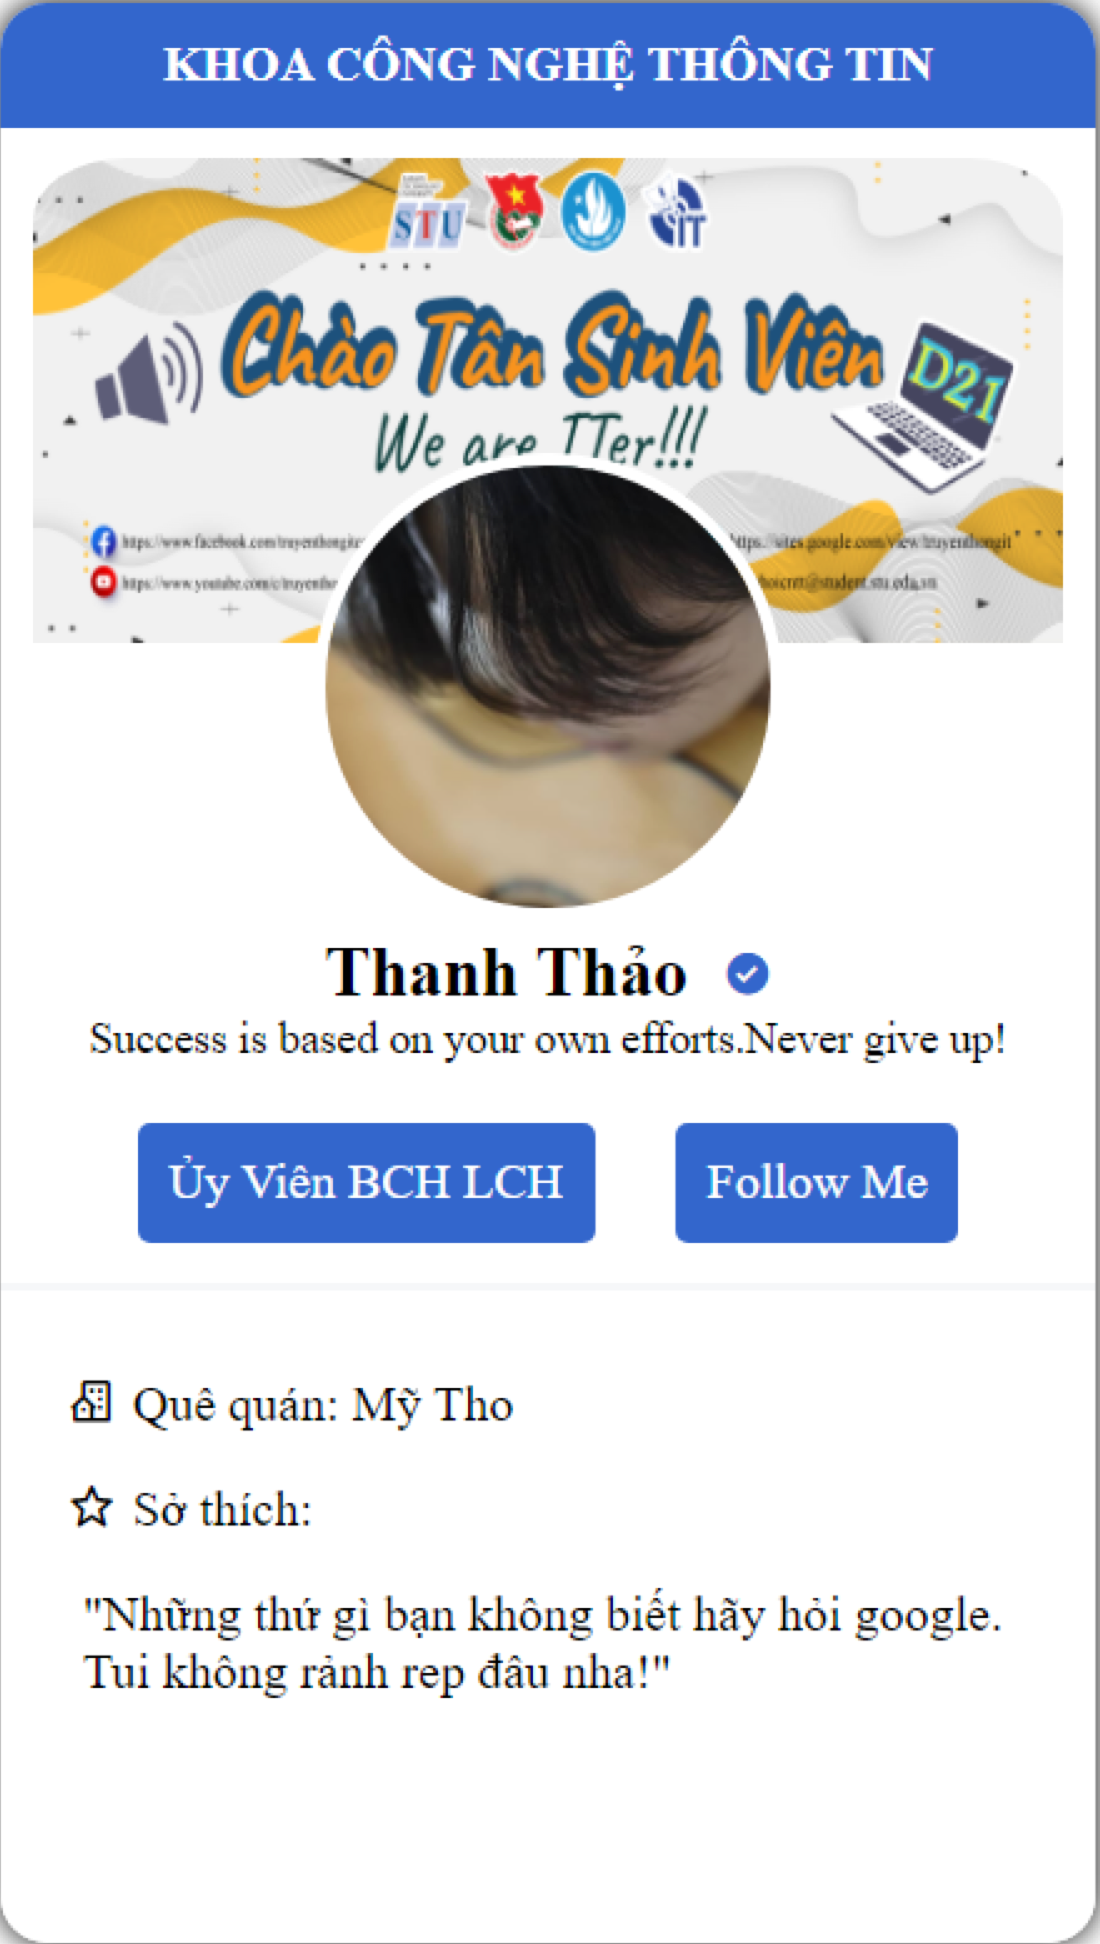 KHOA CÔNG NGHỆ THÔNG TIN
STU
IT
Chào Tân Sinh Viên
D21
We are ITer!!!
https://www.facebook.com/truyenthongit
https://sites.google.com/view/truyenthongit
https://www.youtube.com/c/truyentho
hoicntt@student.stu.edu.vn
Thanh Thảo
Success is based on your own efforts.Never give up!
Ủy Viên BCH LCH
Follow Me
Quê quán: Mỹ Tho
Sở thích:
"Những thứ gì bạn không biết hãy hỏi google.
Tui không rảnh rep đâu nha!"